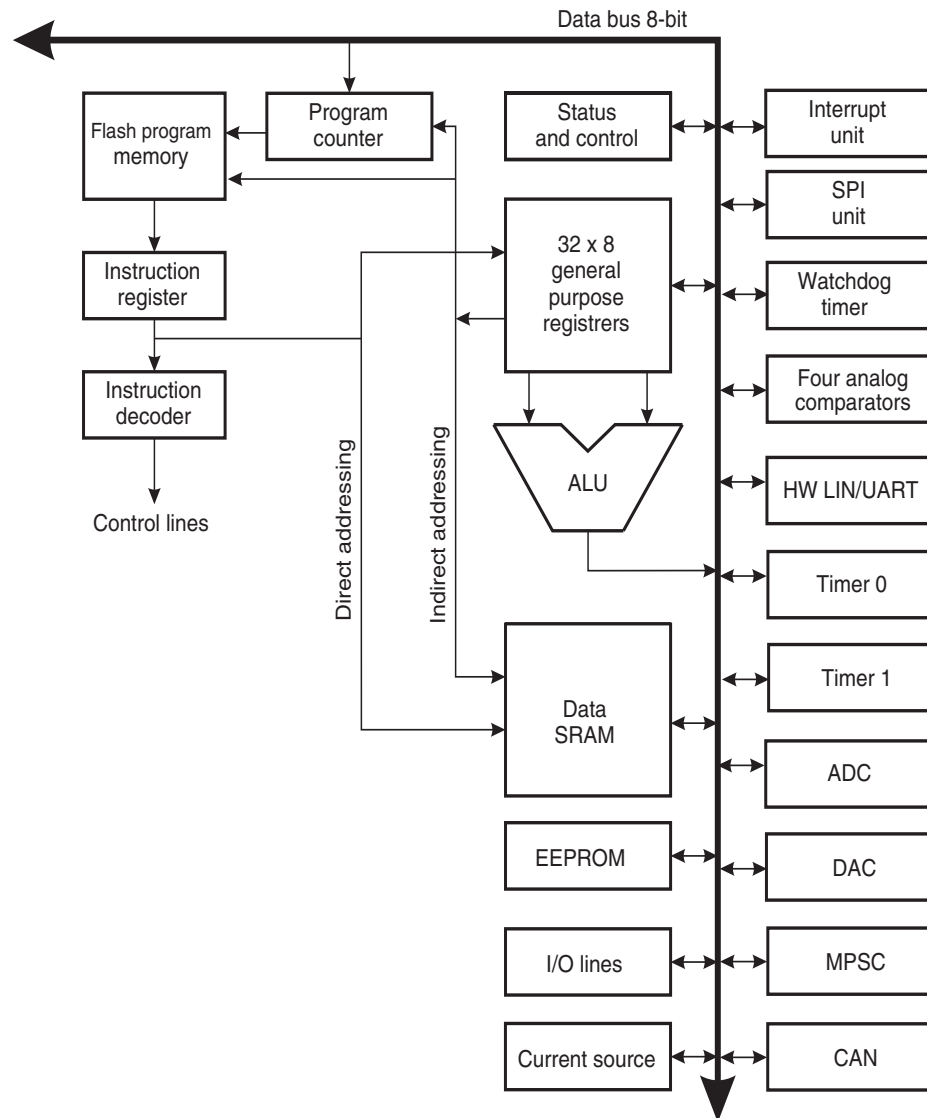 Data bus 8-bit
Flash program
memory
Program
counter
Status
and control
Interrupt
unit
SPI
unit
Instruction
register
32 x 8
general
purpose
registrers
Watchdog
timer
Instruction
decoder
Four analog
comparators
Control lines
Direct addressing
Indirect addressing
ALU
HW LIN/UART
Timer 0
Data
SRAM
Timer 1
ADC
EEPROM
DAC
I/O lines
MPSC
Current source
CAN